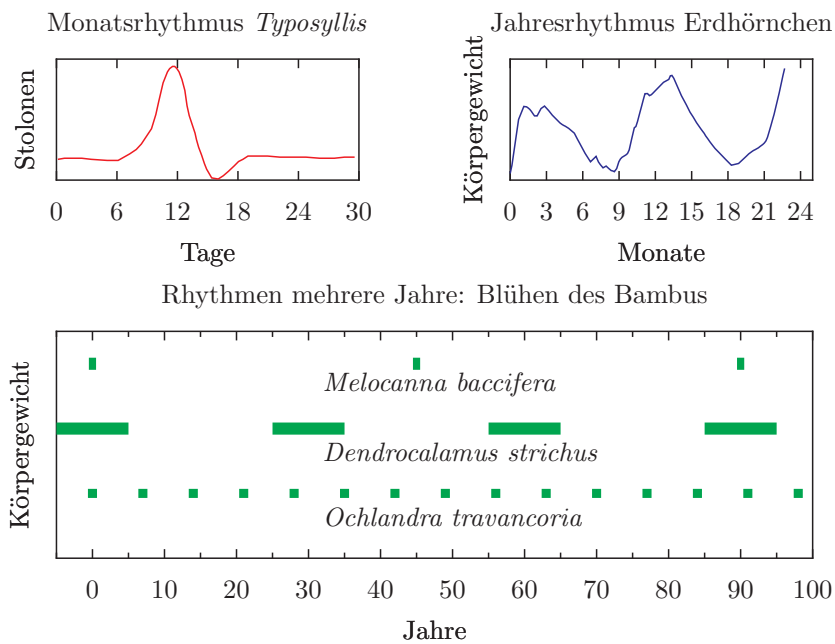 Monatsrhythmus Typosyllis
Stolonen
0 6 12 18 24 30
Tage
Jahresrhythmus Erdhörnchen
Körpergewicht
0 3 6 9 12 15 18 21 24
Monate
Rhythmen mehrere Jahre: Blühen des Bambus
Körpergewicht
Melocanna baccifera
Dendrocalamus strichus
Ochlandra travancoria
0 10 20 30 40 50 60 70 80 90 100
Jahre